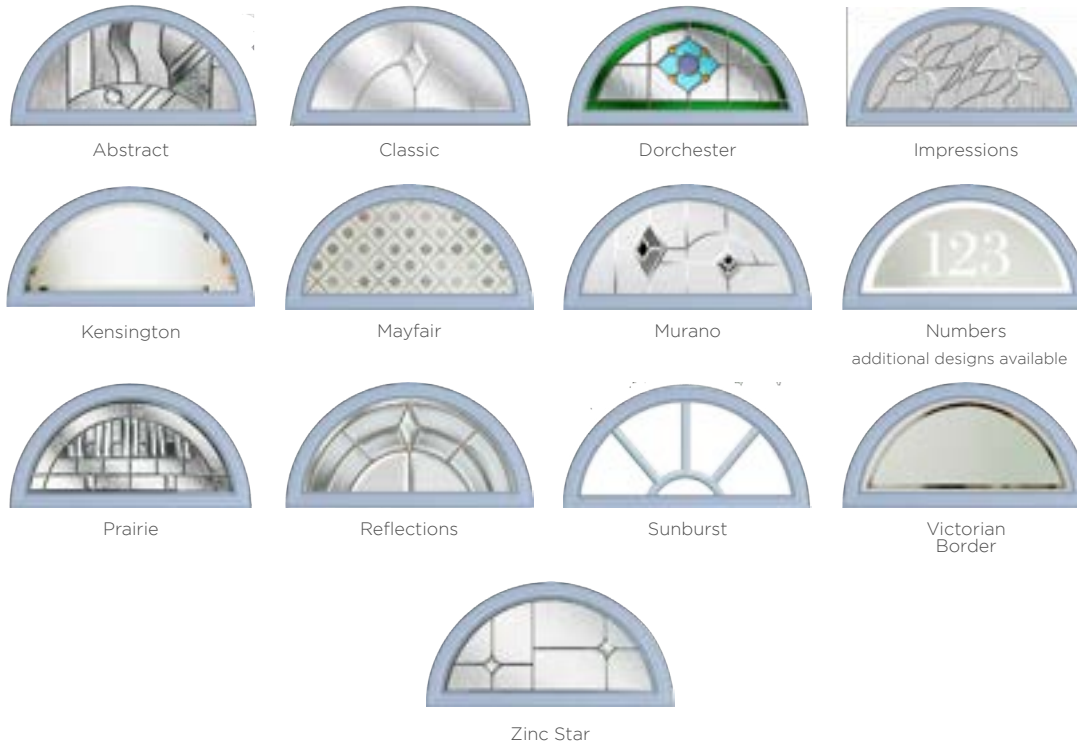 Abstract
Classic
Dorchester
Impressions
123
Kensington
Mayfair
Murano
Numbers
additional designs available
Prairie
Reflections
Sunburst
Victorian
Border
Zinc Star